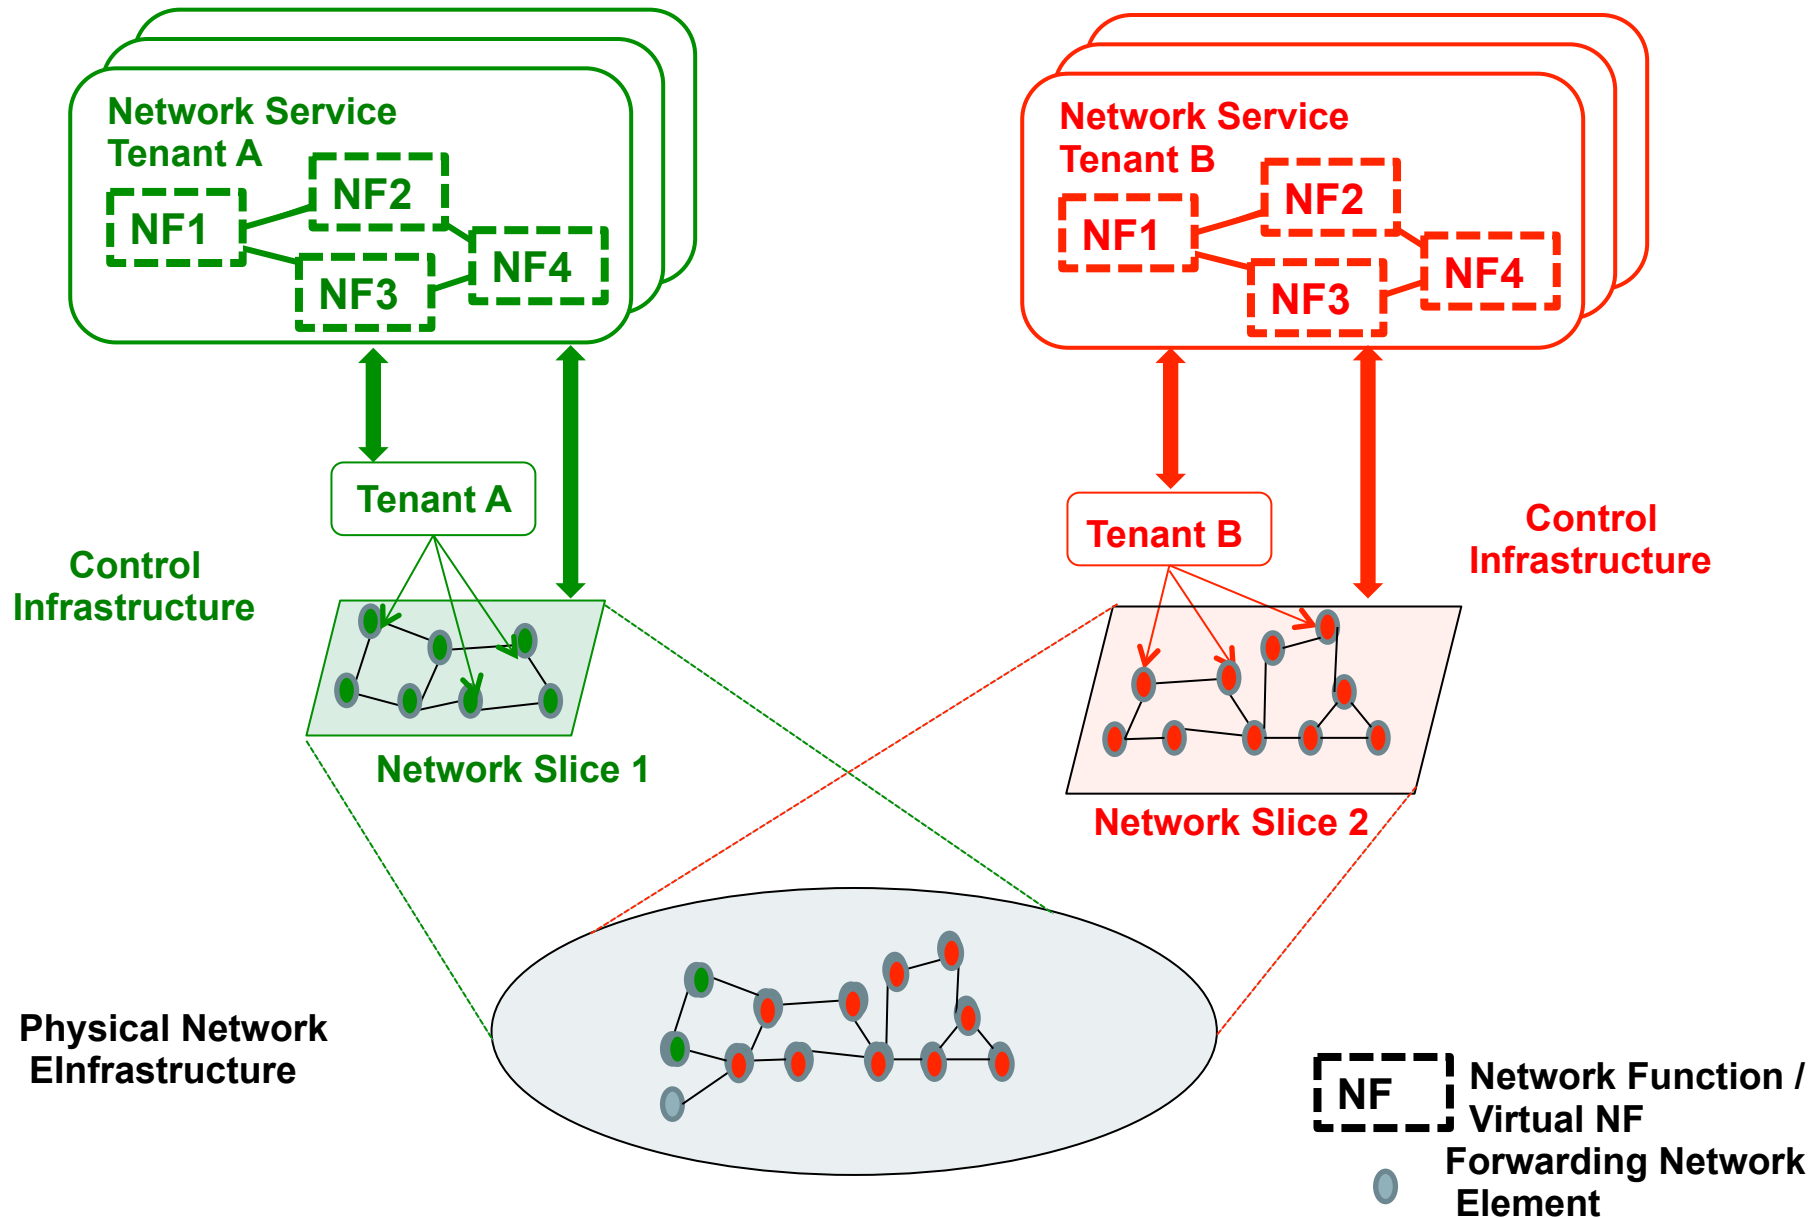 Network Service
Tenant A
NF1
NF2
NF3
NF4
Network Service
Tenant B
NF1
NF2
NF3
NF4
Tenant A
Tenant B
Control
Infrastructure
Control
Infrastructure
Network Slice 1
Network Slice 2
Physical Network
EInfrastructure
NF
Network Function /
Virtual NF
Forwarding Network
Element